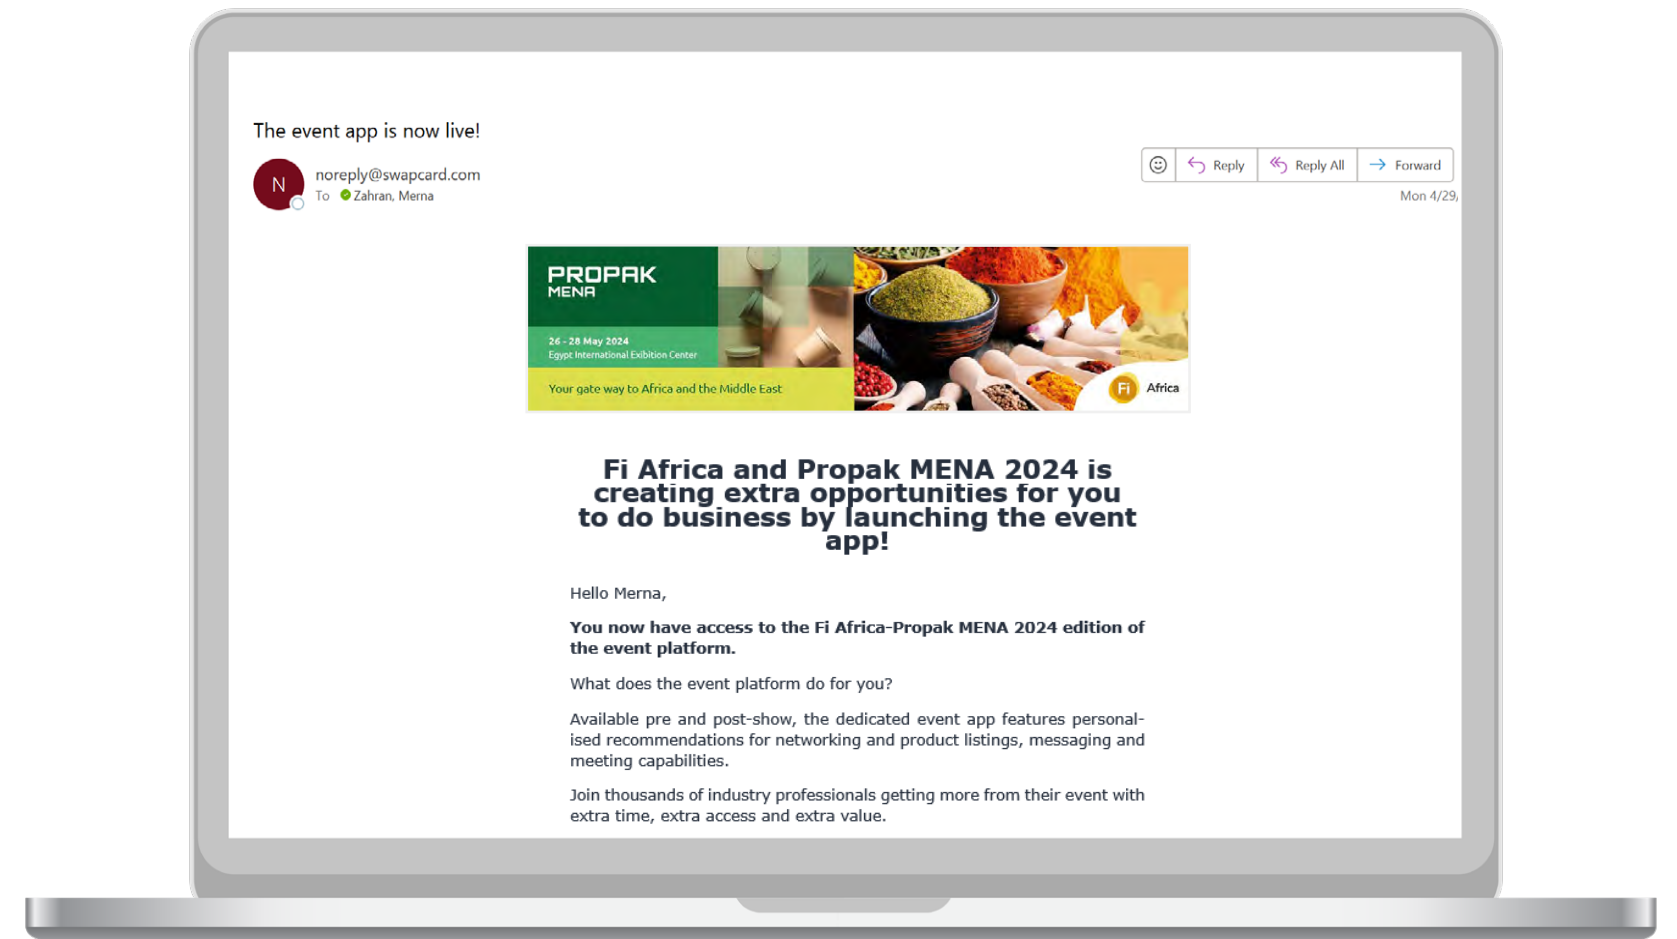 The event app is now live!
N
noreply@swapcard.com
To Zahran, Merna
Reply
Reply All
Forward
Mon 4/29/
PROPAK
MENA
26 - 28 May 2024
Egypt International Exibition Center
Your gate way to Africa and the Middle East
Fi Africa
Fi Africa and Propak MENA 2024 is
creating extra opportunities for you
to do business by launching the event
app!
Hello Merna,
You now have access to the Fi Africa-Propak MENA 2024 edition of
the event platform.
What does the event platform do for you?
Available pre and post-show, the dedicated event app features personal-
ised recommendations for networking and product listings, messaging and
meeting capabilities.
Join thousands of industry professionals getting more from their event with
extra time, extra access and extra value.